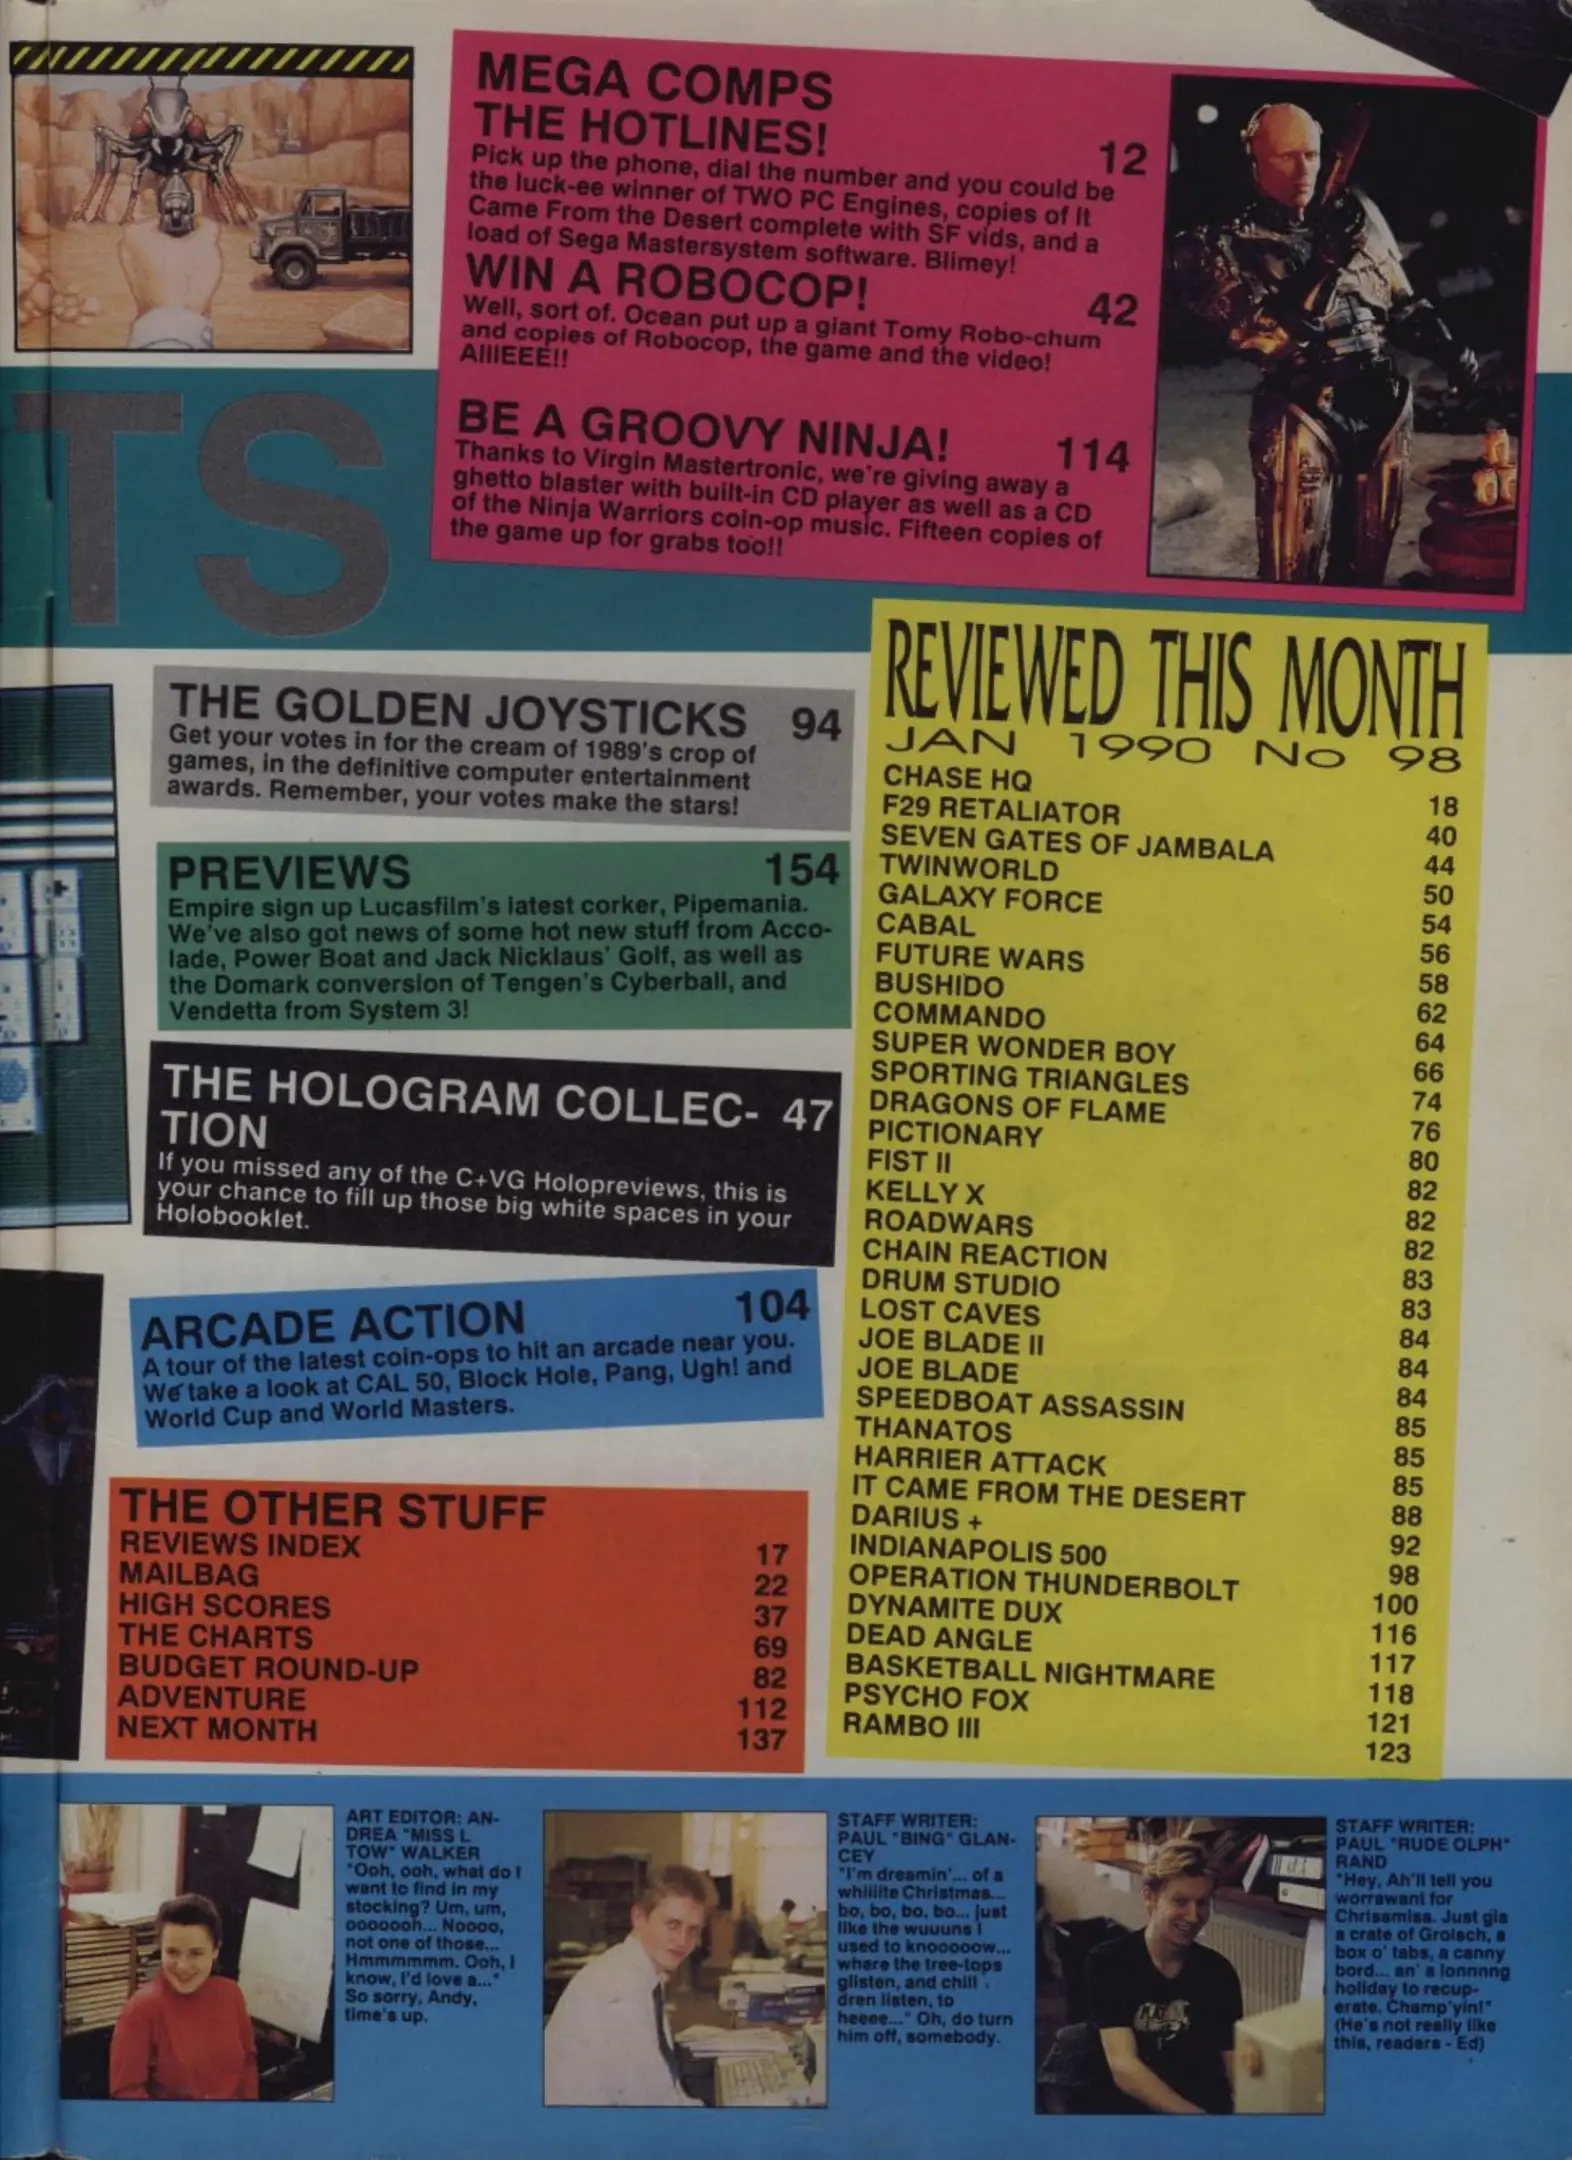 MEGA COMPS
THE HOTLINES! 12
Pick up the phone, dial the number and you could be
the luck-ee winner of TWO PC Engines, copies of It
Came From the Desert complete with SF vids, and a
load of Sega Mastersystem software. Blimey!
WIN A ROBOCOP! 42
Well, sort of. Ocean put up a giant Tomy Robo-chum
and copies of Robocop, the game and the video!
AIIIEEE!!
BE A GROOVY NINJA! 114
Thanks to Virgin Mastertronic, we're giving away a
ghetto blaster with built-in CD player as well as a CD
of the Ninja Warriors coin-op music. Fifteen copies of
the game up for grabs too!!
TS
THE GOLDEN JOYSTICKS 94
Get your votes in for the cream of 1989's crop of
games, in the definitive computer entertainment
awards. Remember, your votes make the stars!
PREVIEWS 154
Empire sign up Lucasfilm's latest corker, Pipemania.
We've also got news of some hot new stuff from Acco-
lade, Power Boat and Jack Nicklaus' Golf, as well as
the Domark conversion of Tengen's Cyberball, and
Vendetta from System 3!
THE HOLOGRAM COLLEC- 47
TION
If you missed any of the C+VG Holopreviews, this is
your chance to fill up those big white spaces in your
Holobooklet.
ARCADE ACTION 104
A tour of the latest coin-ops to hit an arcade near you.
We take a look at CAL 50, Block Hole, Pang, Ugh! and
World Cup and World Masters.
THE OTHER STUFF
REVIEWS INDEX 17
MAILBAG 22
HIGH SCORES 37
THE CHARTS 69
BUDGET ROUND-UP 82
ADVENTURE 112
NEXT MONTH 137
REVIEWED THIS MONTH
JAN 1990 No 98
CHASE HQ 18
F29 RETALIATOR 40
SEVEN GATES OF JAMBALA 44
TWINWORLD 50
GALAXY FORCE 54
CABAL 56
FUTURE WARS 58
BUSHIDO 62
COMMANDO 64
SUPER WONDER BOY 66
SPORTING TRIANGLES 74
DRAGONS OF FLAME 76
PICTIONARY 80
FIST II 82
KELLY X 82
ROADWARS 82
CHAIN REACTION 83
DRUM STUDIO 83
LOST CAVES 84
JOE BLADE II 84
JOE BLADE 84
SPEEDBOAT ASSASSIN 85
THANATOS 85
HARRIER ATTACK 85
IT CAME FROM THE DESERT 88
DARIUS + 92
INDIANAPOLIS 500 98
OPERATION THUNDERBOLT 100
DYNAMITE DUX 116
DEAD ANGLE 117
BASKETBALL NIGHTMARE 118
PSYCHO FOX 121
RAMBO III 123
ART EDITOR: AN-
DREA "MISS L
TOW" WALKER
"Ooh, ooh, what do I
want to find in my
stocking? Um, um,
ooooooh... Noooo,
not one of those...
Hmmmmmm. Ooh, I
know, I'd love a..."
So sorry, Andy,
time's up.
STAFF WRITER:
PAUL "BING" GLAN-
CEY
"I'm dreamin'... of a
whiiiite Christmas...
bo, bo, bo, bo... just
like the wuuuns I
used to knooooow...
where the tree-tops
glisten, and chill
dren listen, to
heeee..." Oh, do turn
him off, somebody.
STAFF WRITER:
PAUL "RUDE OLPH"
RAND
"Hey, Ah'll tell you
worrawant for
Chrissmiss. Just gis
a crate of Grolsch, a
box o' tabs, a canny
bord... an' a lonnnng
holiday to recup-
erate. Champ'yin!"
(He's not really like
this, readers - Ed)